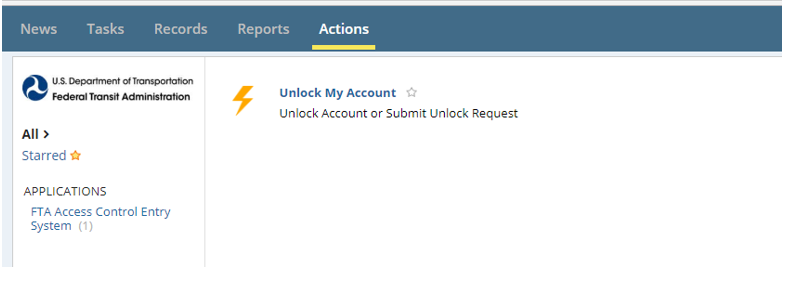 News Tasks Records Reports Actions
U.S. Department of Transportation
Federal Transit Administration
All >
Starred
APPLICATIONS
FTA Access Control Entry
System (1)
Unlock My Account
Unlock Account or Submit Unlock Request